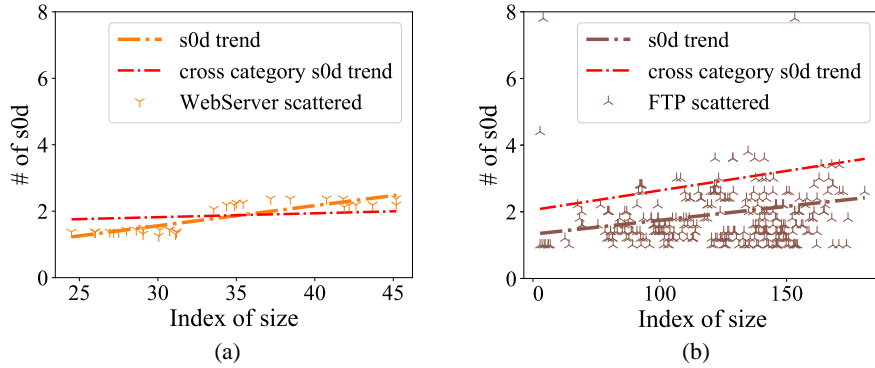 8
6
4
2
0
# of s0d
s0d trend
cross category s0d trend
WebServer scattered
25 30 35 40 45
Index of size
(a)
8
6
4
2
0
# of s0d
s0d trend
cross category s0d trend
FTP scattered
0 100 150
Index of size
(b)